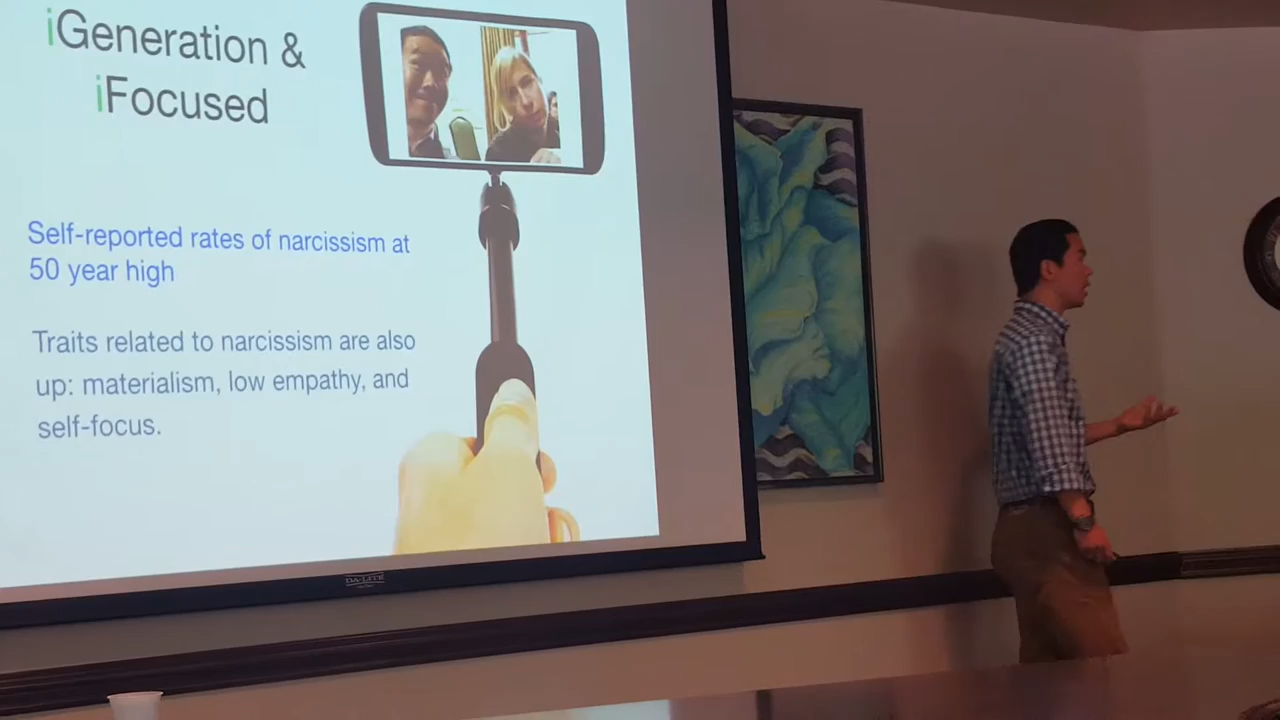 iGeneration &
iFocused
Self-reported rates of narcissism at
50 year high
Traits related to narcissism are also
up: materialism, low empathy, and
self-focus.
DA-LITE